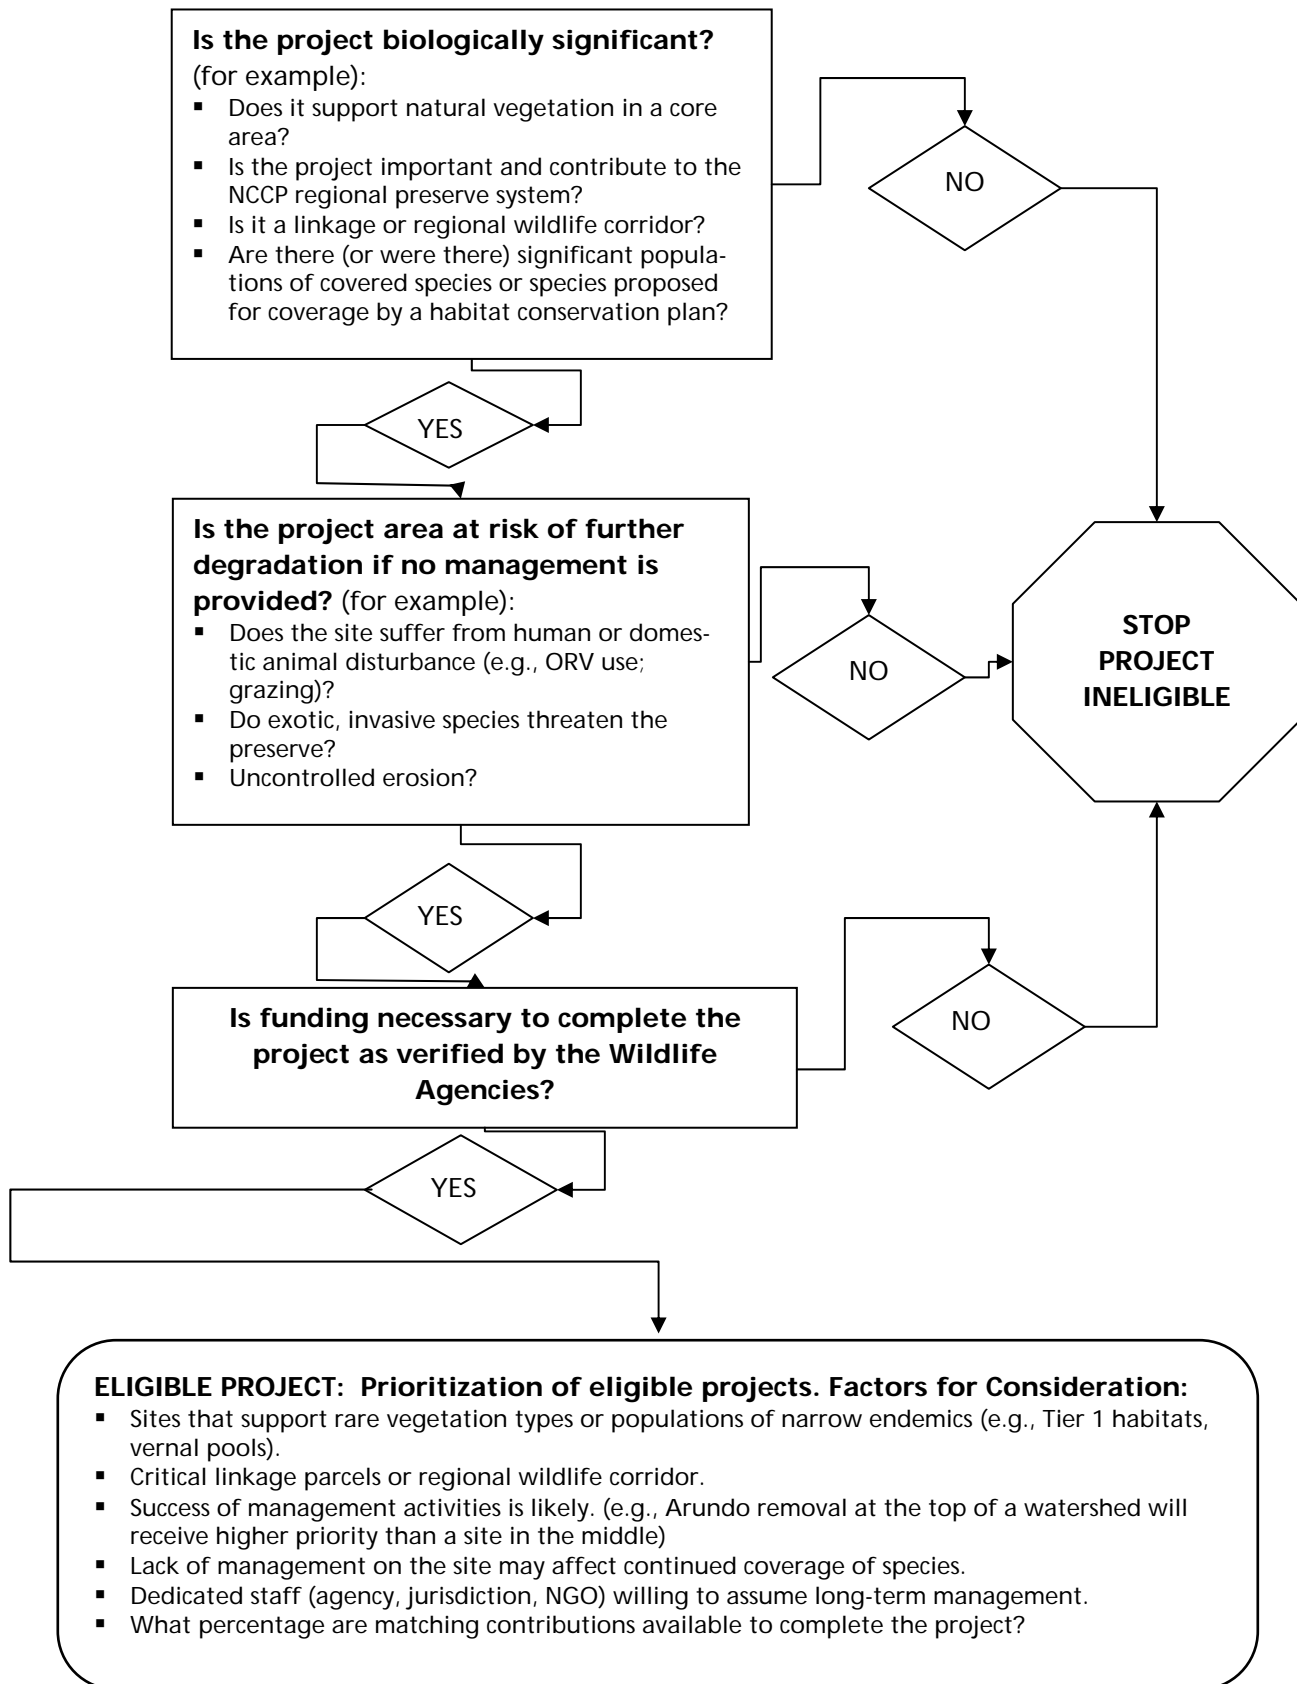 Is the project biologically significant?
(for example):
▪ Does it support natural vegetation in a core
area?
▪ Is the project important and contribute to the
NCCP regional preserve system?
▪ Is it a linkage or regional wildlife corridor?
▪ Are there (or were there) significant popula-
tions of covered species or species proposed
for coverage by a habitat conservation plan?
NO
YES
Is the project area at risk of further
degradation if no management is
provided? (for example):
▪ Does the site suffer from human or domes-
tic animal disturbance (e.g., ORV use;
grazing)?
▪ Do exotic, invasive species threaten the
preserve?
▪ Uncontrolled erosion?
NO
STOP
PROJECT
INELIGIBLE
YES
Is funding necessary to complete the
project as verified by the Wildlife
Agencies?
NO
YES
ELIGIBLE PROJECT:  Prioritization of eligible projects. Factors for Consideration:
▪ Sites that support rare vegetation types or populations of narrow endemics (e.g., Tier 1 habitats,
vernal pools).
▪ Critical linkage parcels or regional wildlife corridor.
▪ Success of management activities is likely. (e.g., Arundo removal at the top of a watershed will
receive higher priority than a site in the middle)
▪ Lack of management on the site may affect continued coverage of species.
▪ Dedicated staff (agency, jurisdiction, NGO) willing to assume long-term management.
▪ What percentage are matching contributions available to complete the project?